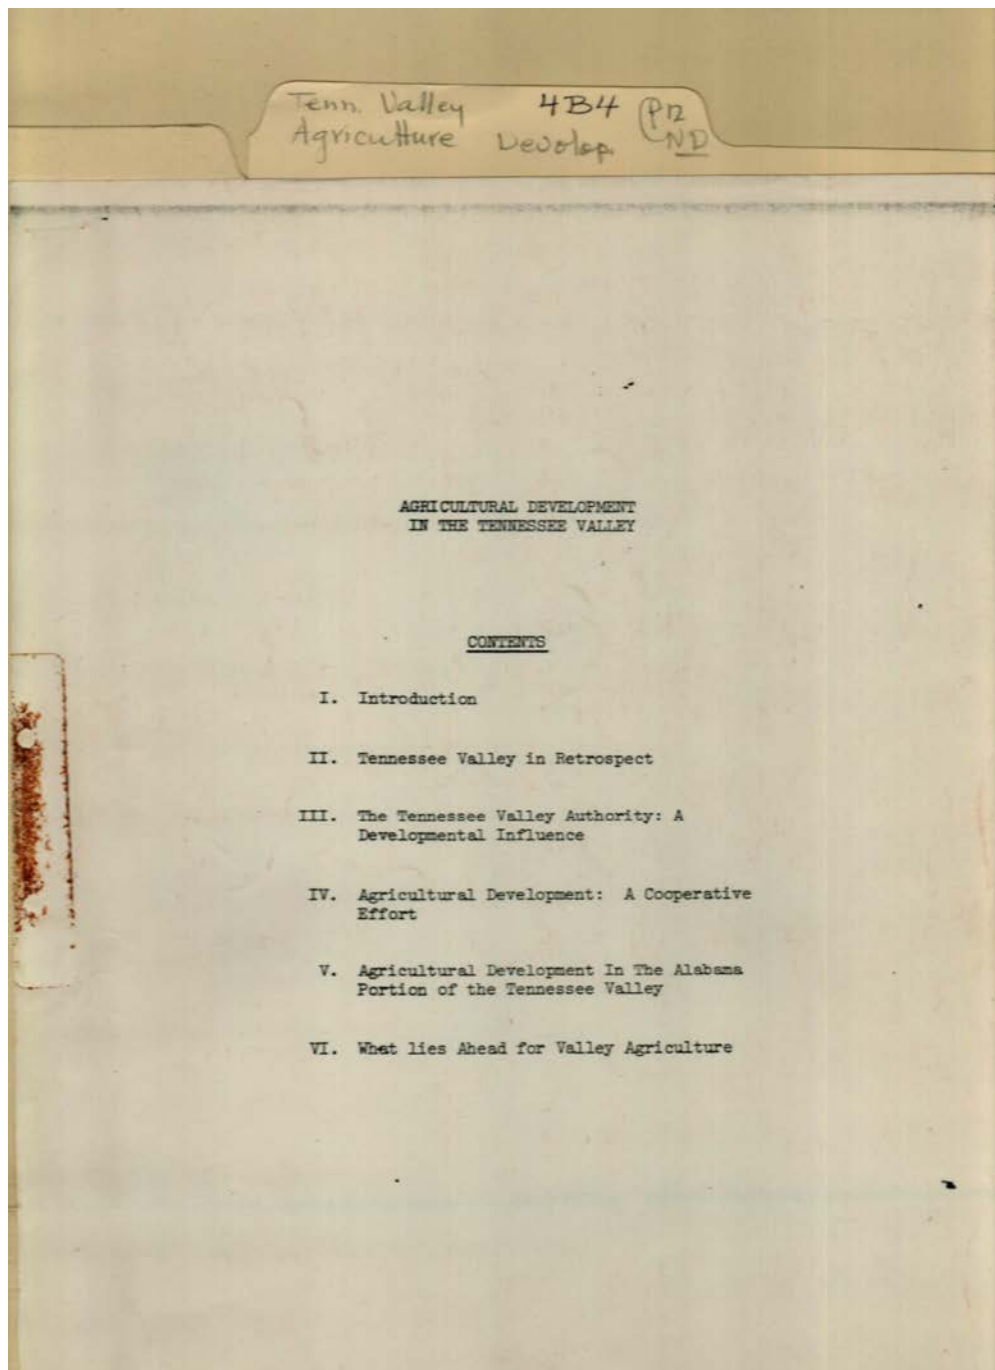 Tenn. Valley 4B4
Agriculture Develop.
ND
AGRICULTURAL DEVELOPMENT
IN THE TENNESSEE VALLEY
CONTENTS
I. Introduction
II. Tennessee Valley in Retrospect
III. The Tennessee Valley Authority: A
Developmental Influence
IV. Agricultural Development: A Cooperative
Effort
V. Agricultural Development In The Alabama
Portion of the Tennessee Valley
VI. What lies Ahead for Valley Agriculture